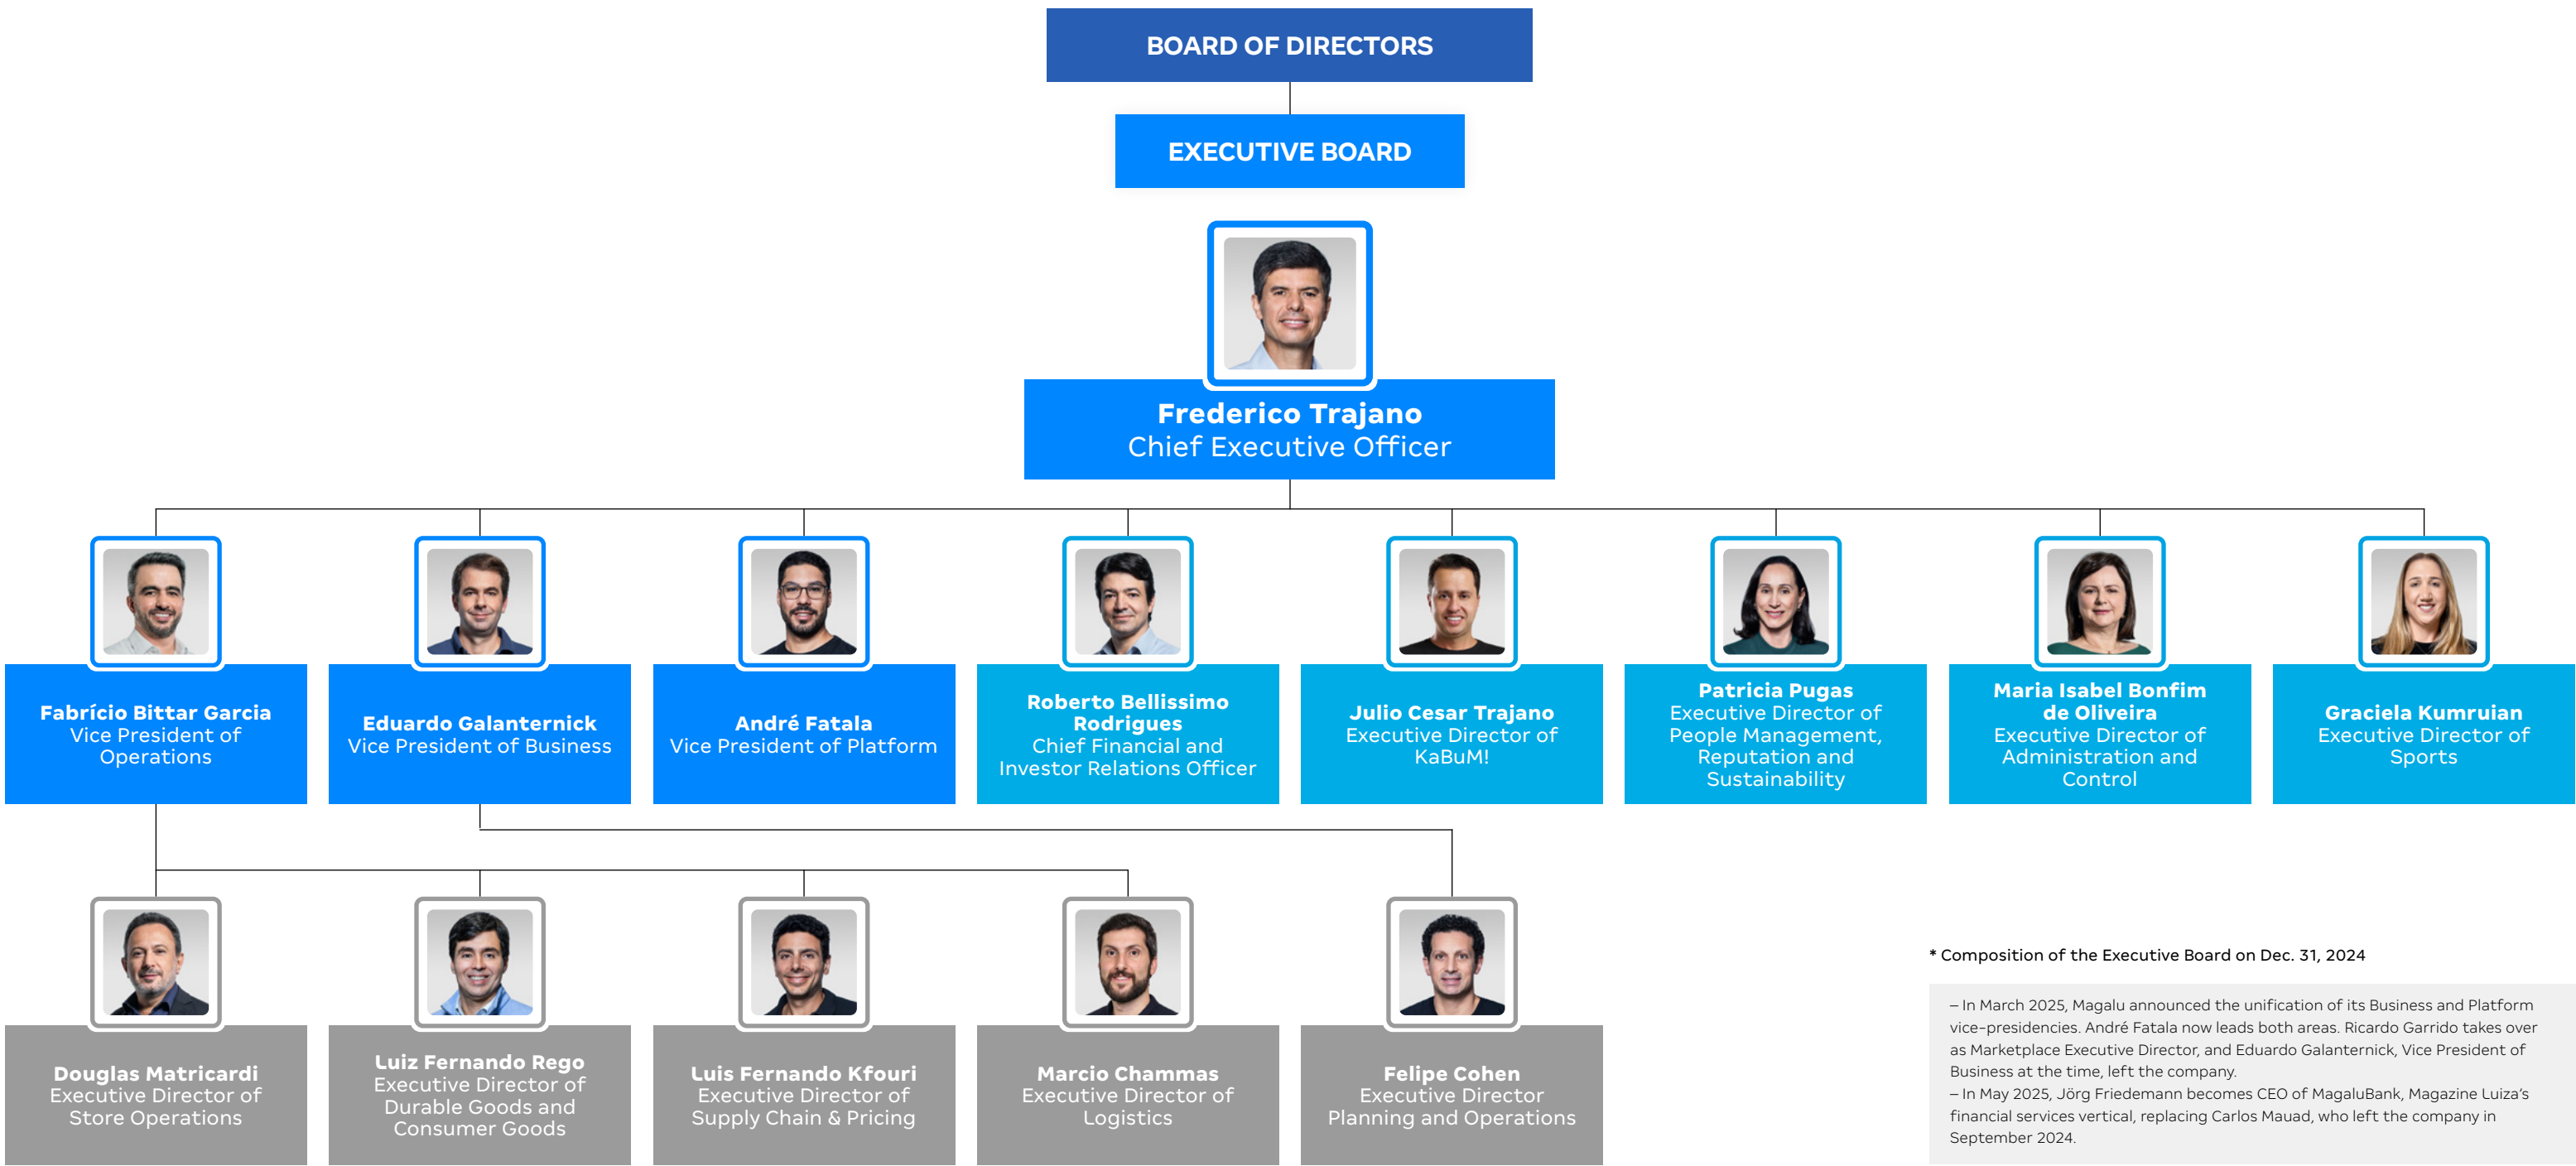 BOARD OF DIRECTORS
EXECUTIVE BOARD
Frederico Trajano
Chief Executive Officer
Fabrício Bittar Garcia
Vice President of
Operations
Eduardo Galanternick
Vice President of Business
André Fatala
Vice President of Platform
Roberto Bellissimo
Rodrigues
Chief Financial and
Investor Relations Officer
Julio Cesar Trajano
Executive Director of
KaBuM!
Patricia Pugas
Executive Director of
People Management,
Reputation and
Sustainability
Maria Isabel Bonfim
de Oliveira
Executive Director of
Administration and
Control
Graciela Kumruian
Executive Director of
Sports
Douglas Matricardi
Executive Director of
Store Operations
Luiz Fernando Rego
Executive Director of
Durable Goods and
Consumer Goods
Luis Fernando Kfouri
Executive Director of
Supply Chain & Pricing
Marcio Chammas
Executive Director of
Logistics
Felipe Cohen
Executive Director
Planning and Operations
* Composition of the Executive Board on Dec. 31, 2024
– In March 2025, Magalu announced the unification of its Business and Platform
vice-presidencies. André Fatala now leads both areas. Ricardo Garrido takes over
as Marketplace Executive Director, and Eduardo Galanternick, Vice President of
Business at the time, left the company.
– In May 2025, Jörg Friedemann becomes CEO of MagaluBank, Magazine Luiza's
financial services vertical, replacing Carlos Mauad, who left the company in
September 2024.